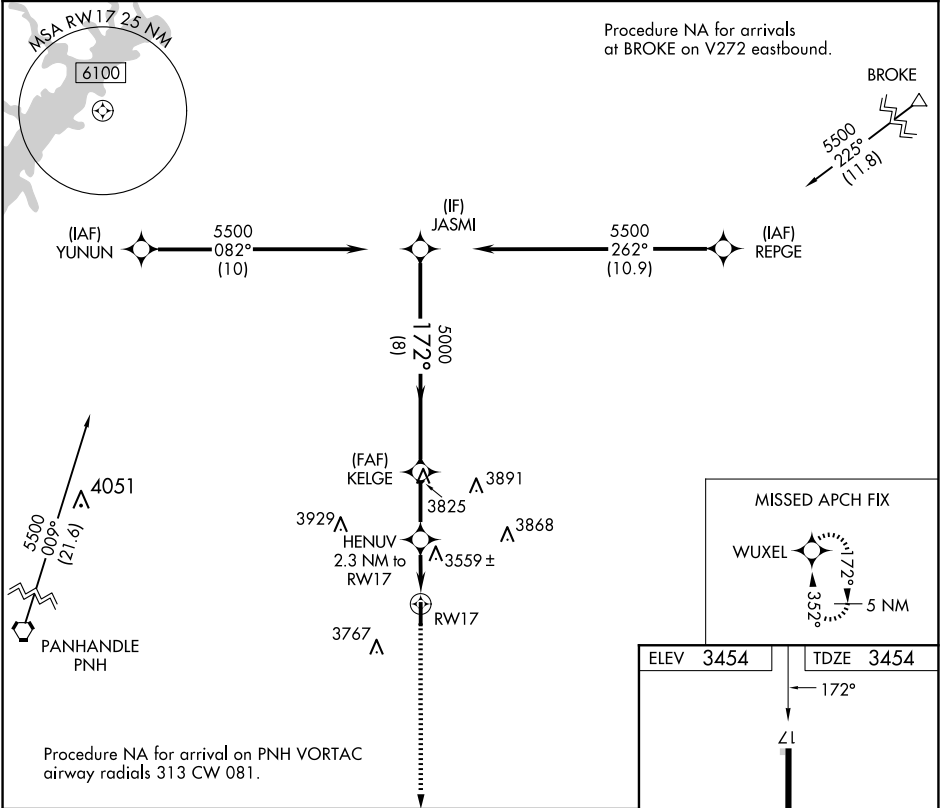 MSA RW17 25 NM
6100
Procedure NA for arrivals
at BROKE on V272 eastbound.
BROKE
5500
225°
(11.8)
(IAF)
YUNUN
5500
082°
(10)
(IF)
JASMI
5500
262°
(10.9)
(IAF)
REPGE
5000
172°
(8)
(FAF)
KELGE
3825
3891
3929
3868
HENUV
2.3 NM to
RW17
3559 ±
RW17
3767
4051
5500
009°
(21.6)
PANHANDLE
PNH
MISSED APCH FIX
WUXEL
172°
352°
5 NM
ELEV 3454
TDZE 3454
172°
17
Procedure NA for arrival on PNH VORTAC
airway radials 313 CW 081.